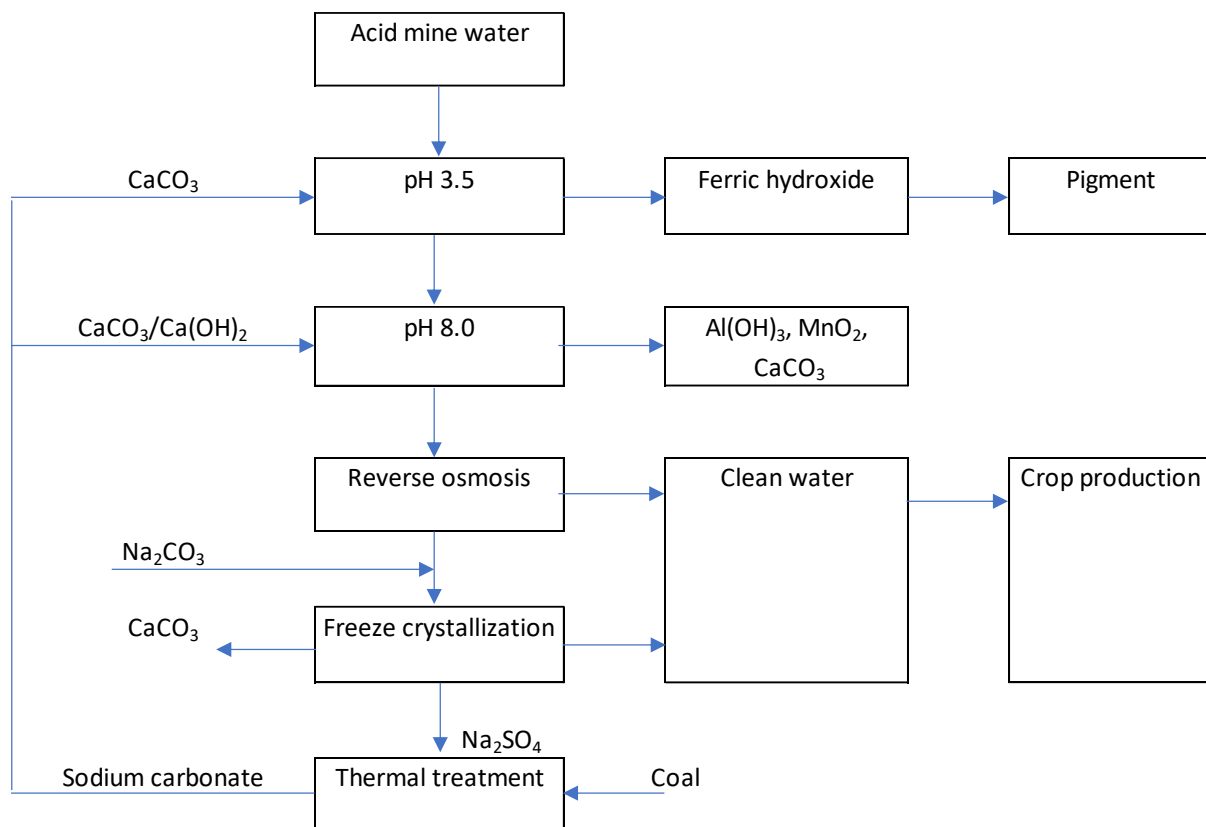 Acid mine water
CaCO₃
pH 3.5
Ferric hydroxide
Pigment
CaCO₃/Ca(OH)₂
pH 8.0
Al(OH)₃, MnO₂,
CaCO₃
Reverse osmosis
Clean water
Crop production
Na₂CO₃
CaCO₃
Freeze crystallization
Na₂SO₄
Sodium carbonate
Thermal treatment
Coal